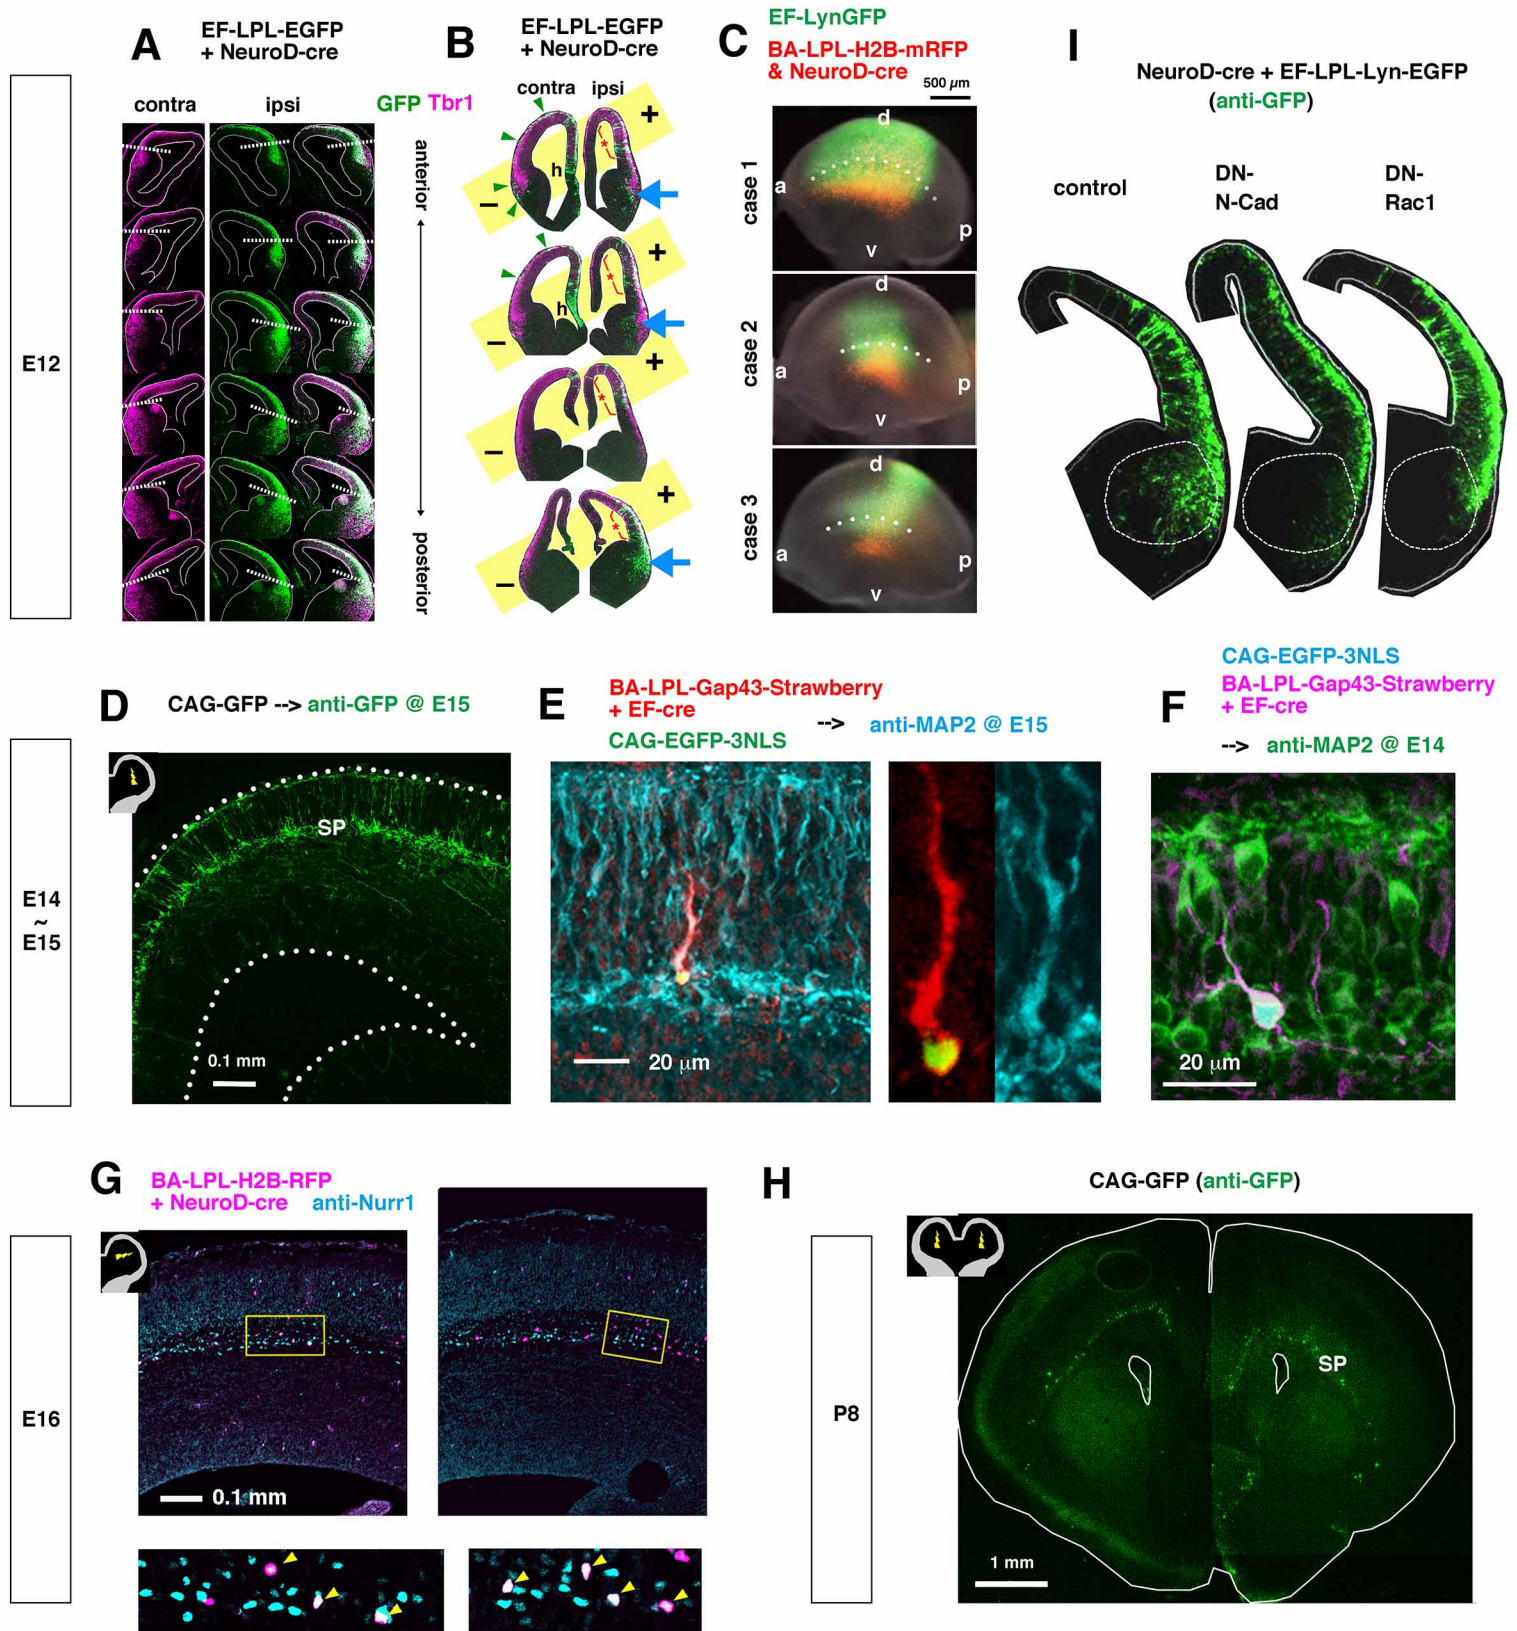 A
EF-LPL-EGFP
+ NeuroD-cre
contra
ipsi
GFP Tbr1
anterior
posterior
E12
B
EF-LPL-EGFP
+ NeuroD-cre
contra
ipsi
+
h
*
–
+
h
*
–
+
*
–
+
*
–
C
EF-LynGFP
BA-LPL-H2B-mRFP
& NeuroD-cre
500 µm
case 1
d
a
p
v
case 2
d
a
p
v
case 3
d
a
p
v
I
NeuroD-cre + EF-LPL-Lyn-EGFP
(anti-GFP)
control
DN-
N-Cad
DN-
Rac1
E14
~
E15
D
CAG-GFP --> anti-GFP @ E15
SP
0.1 mm
E
BA-LPL-Gap43-Strawberry
+ EF-cre
CAG-EGFP-3NLS
--> anti-MAP2 @ E15
20 µm
F
CAG-EGFP-3NLS
BA-LPL-Gap43-Strawberry
+ EF-cre
--> anti-MAP2 @ E14
20 µm
E16
G
BA-LPL-H2B-RFP
+ NeuroD-cre anti-Nurr1
0.1 mm
P8
H
CAG-GFP (anti-GFP)
SP
1 mm